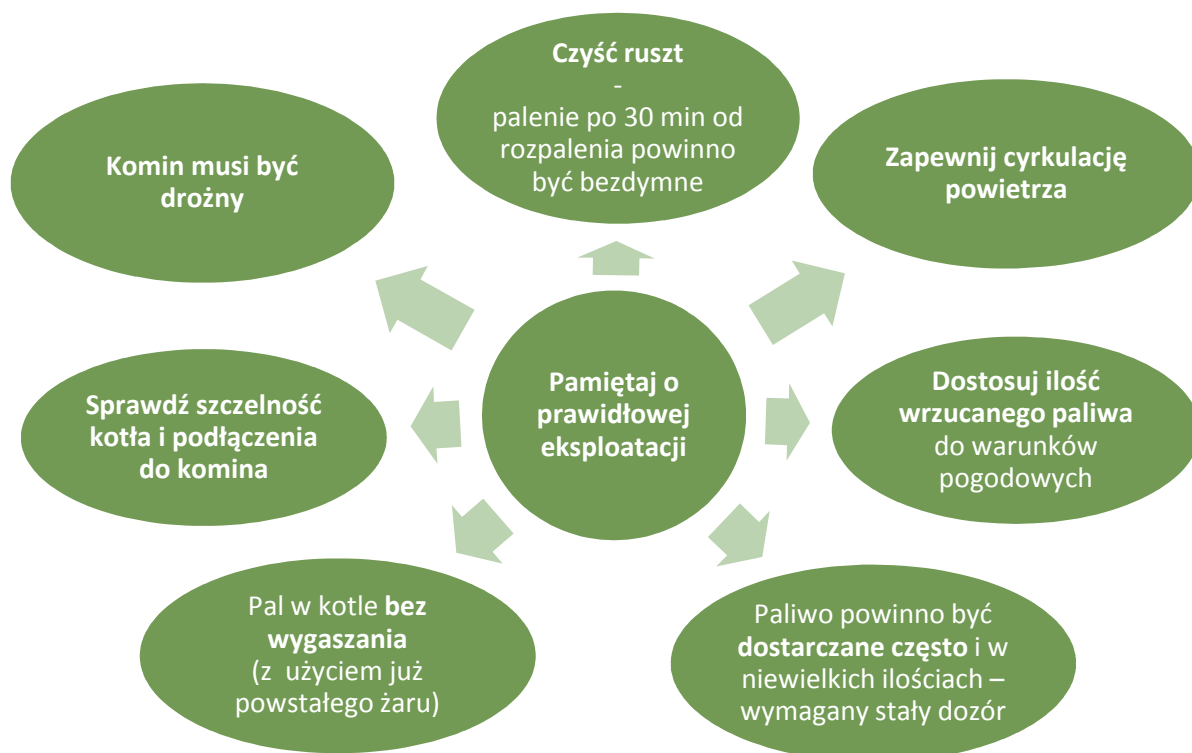 Czyść ruszt
-
palenie po 30 min od
rozpalenia powinno
być bezdymne
Komin musi być
drożny
Zapewnij cyrkulację
powietrza
Pamiętaj o
prawidłowej
eksploatacji
Sprawdź szczelność
kotła i podłączenia
do komina
Dostosuj ilość
wrzucanego paliwa
do warunków
pogodowych
Pal w kotle bez
wygaszania
(z  użyciem już
powstałego żaru)
Paliwo powinno być
dostarczane często i w
niewielkich ilościach –
wymagany stały dozór